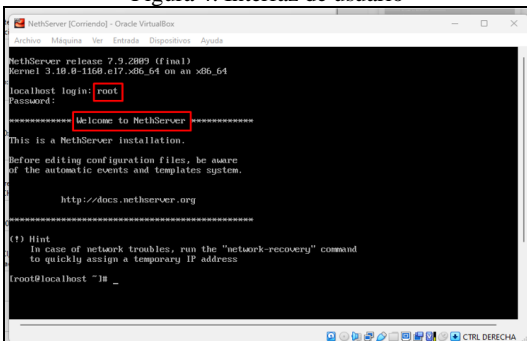 Figura 4. Interfaz de usuario
NethServer [Corriendo] - Oracle VirtualBox
Archivo Máquina Ver Entrada Dispositivos Ayuda
NethServer release 7.9.2009 (final)
Kernel 3.10.0-1160.el7.x86_64 on an x86_64
localhost login: root
Password:
************ Welcome to NethServer ************
This is a NethServer installation.
Before editing configuration files, be aware
of the automatic events and templates system.
http://docs.nethserver.org
***********************************************
(!) Hint
In case of network troubles, run the "network-recovery" command
to quickly assign a temporary IP address
[root@localhost ~]# _
CTRL DERECHA